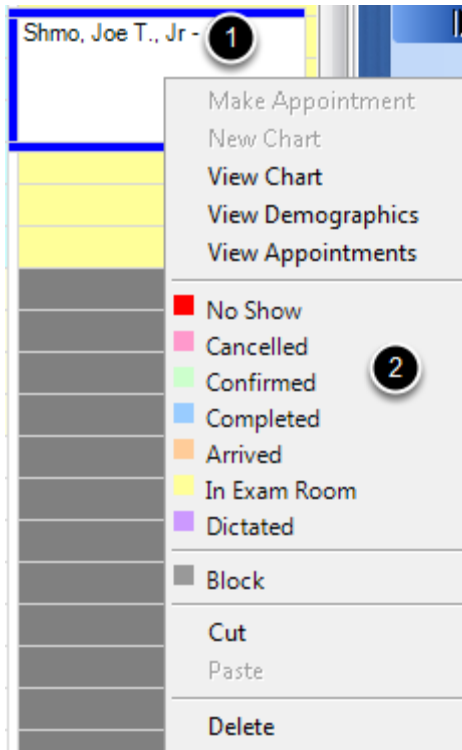 Shmo, Joe T., Jr -
1
Make Appointment
New Chart
View Chart
View Demographics
View Appointments
No Show
Cancelled
2
Confirmed
Completed
Arrived
In Exam Room
Dictated
Block
Cut
Paste
Delete